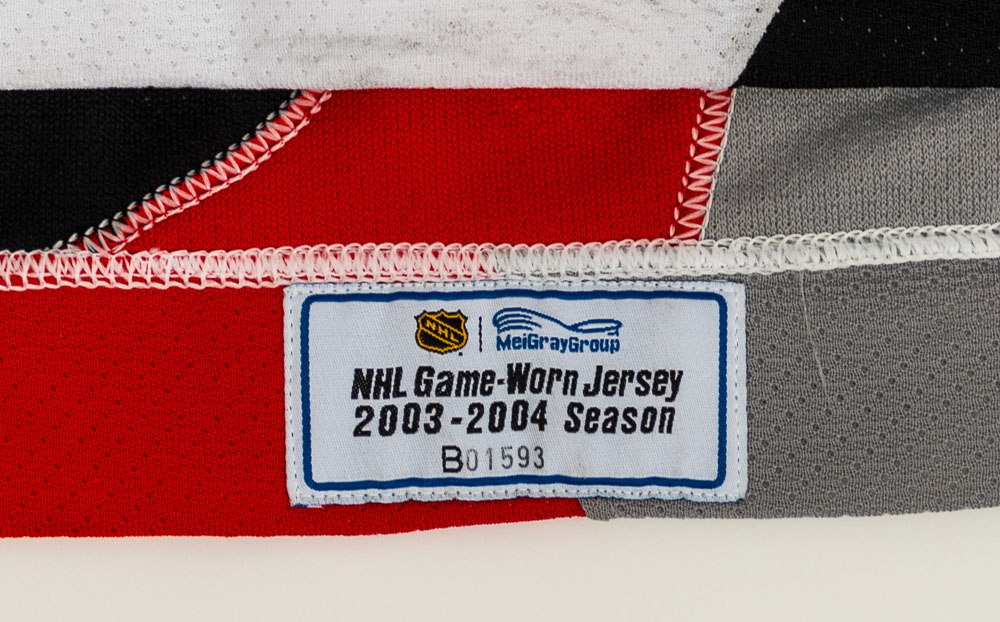 NHL | MeiGrayGroup
NHL Game-Worn Jersey
2003-2004 Season
B01593